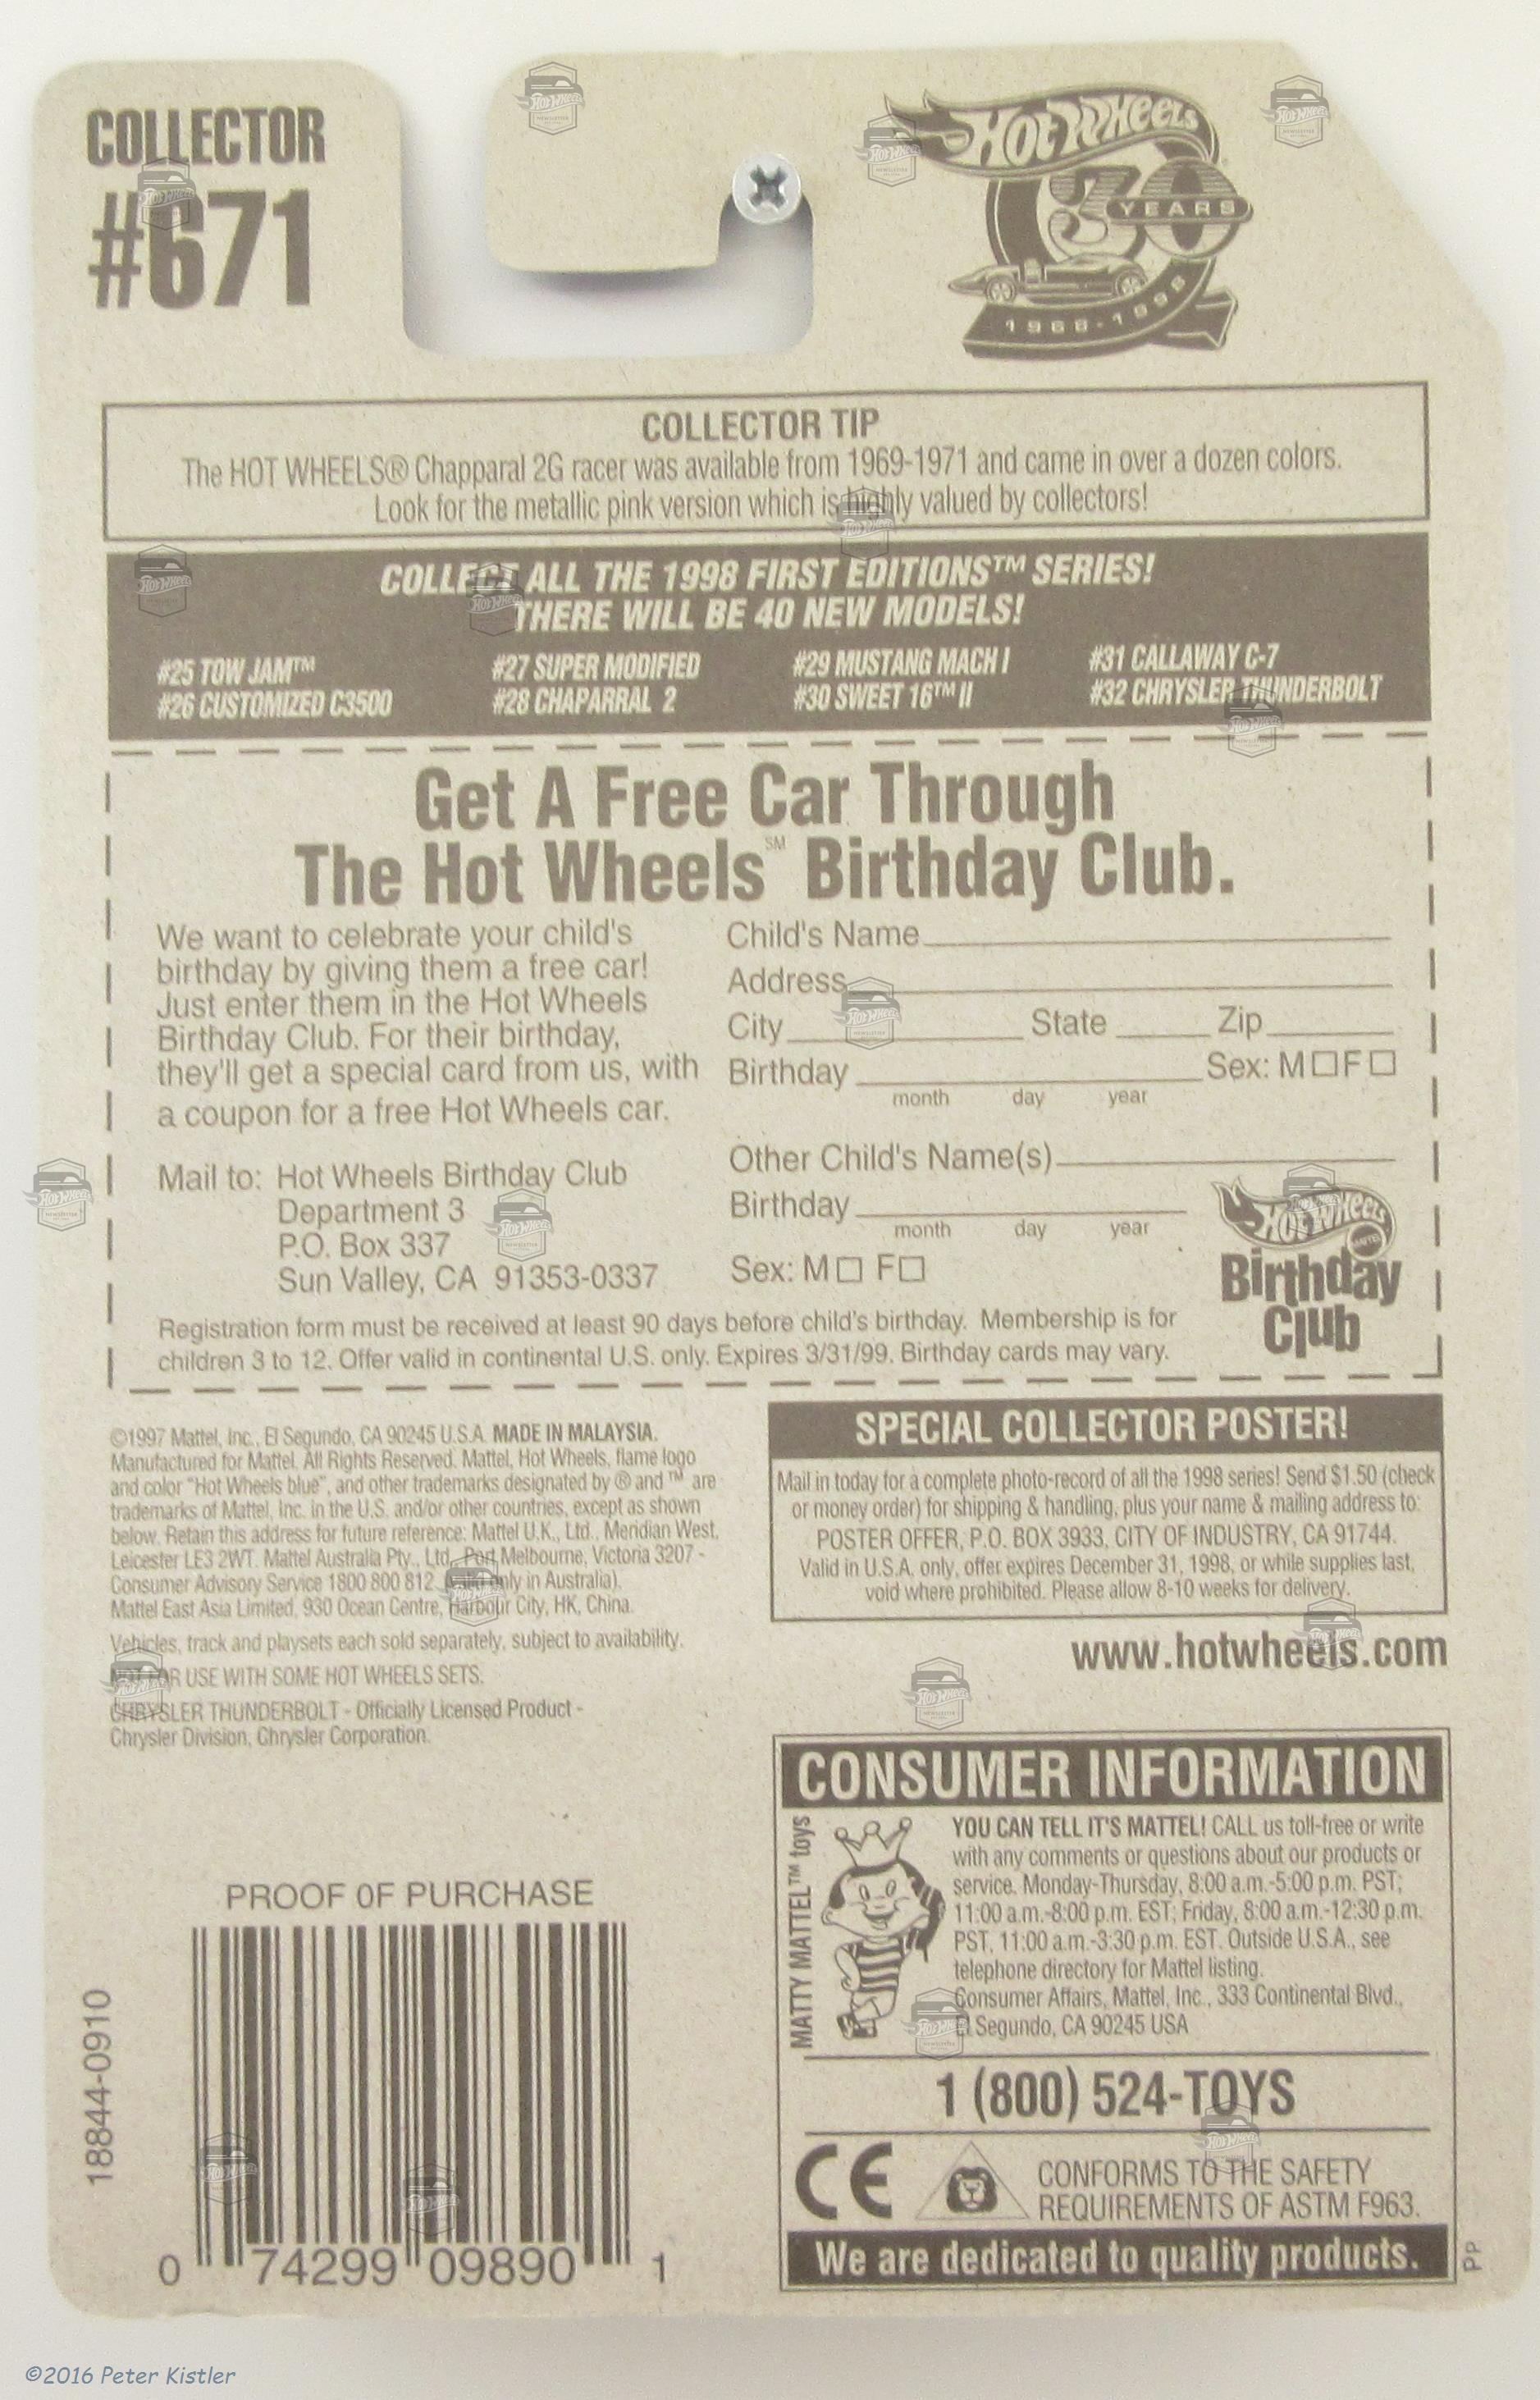 COLLECTOR
#671
HOT WHEELS
30
YEARS
1968-1998
COLLECTOR TIP
The HOT WHEELS® Chapparal 2G racer was available from 1969-1971 and came in over a dozen colors.
Look for the metallic pink version which is highly valued by collectors!
COLLECT ALL THE 1998 FIRST EDITIONS™ SERIES!
THERE WILL BE 40 NEW MODELS!
#25 TOW JAM™ #27 SUPER MODIFIED #29 MUSTANG MACH I #31 CALLAWAY C-7
#26 CUSTOMIZED C3500 #28 CHAPARRAL 2 #30 SWEET 16™ II #32 CHRYSLER THUNDERBOLT
Get A Free Car Through
The Hot Wheels℠ Birthday Club.
We want to celebrate your child's
birthday by giving them a free car!
Just enter them in the Hot Wheels
Birthday Club. For their birthday,
they'll get a special card from us, with
a coupon for a free Hot Wheels car.
Mail to: Hot Wheels Birthday Club
Department 3
P.O. Box 337
Sun Valley, CA 91353-0337
Child's Name
Address
City State Zip
Birthday Sex: M□ F□
month day year
Other Child's Name(s)
Birthday
month day year
Sex: M□ F□
HOT WHEELS
MATTEL
Birthday
Club
Registration form must be received at least 90 days before child's birthday. Membership is for
children 3 to 12. Offer valid in continental U.S. only. Expires 3/31/99. Birthday cards may vary.
©1997 Mattel, Inc., El Segundo, CA 90245 U.S.A. MADE IN MALAYSIA.
Manufactured for Mattel. All Rights Reserved. Mattel, Hot Wheels, flame logo
and color "Hot Wheels blue", and other trademarks designated by ® and ™ are
trademarks of Mattel, Inc. in the U.S. and/or other countries, except as shown
below. Retain this address for future reference: Mattel U.K., Ltd., Meridian West,
Leicester LE3 2WT. Mattel Australia Pty., Ltd., Port Melbourne, Victoria 3207 -
Consumer Advisory Service 1800 800 812 only in Australia).
Mattel East Asia Limited, 930 Ocean Centre, Harbour City, HK, China.
Vehicles, track and playsets each sold separately, subject to availability.
NOT FOR USE WITH SOME HOT WHEELS SETS.
CHRYSLER THUNDERBOLT - Officially Licensed Product -
Chrysler Division, Chrysler Corporation.
SPECIAL COLLECTOR POSTER!
Mail in today for a complete photo-record of all the 1998 series! Send $1.50 (check
or money order) for shipping & handling, plus your name & mailing address to:
POSTER OFFER, P.O. BOX 3933, CITY OF INDUSTRY, CA 91744.
Valid in U.S.A. only, offer expires December 31, 1998, or while supplies last,
void where prohibited. Please allow 8-10 weeks for delivery.
www.hotwheels.com
CONSUMER INFORMATION
MATTY MATTEL™ toys
YOU CAN TELL IT'S MATTEL! CALL us toll-free or write
with any comments or questions about our products or
service. Monday-Thursday, 8:00 a.m.-5:00 p.m. PST;
11:00 a.m.-8:00 p.m. EST; Friday, 8:00 a.m.-12:30 p.m.
PST, 11:00 a.m.-3:30 p.m. EST. Outside U.S.A., see
telephone directory for Mattel listing.
Consumer Affairs, Mattel, Inc., 333 Continental Blvd.,
El Segundo, CA 90245 USA
1 (800) 524-TOYS
CE
CONFORMS TO THE SAFETY
REQUIREMENTS OF ASTM F963.
We are dedicated to quality products.
PP
PROOF OF PURCHASE
18844-0910
0 74299 09890 1
©2016 Peter Kistler